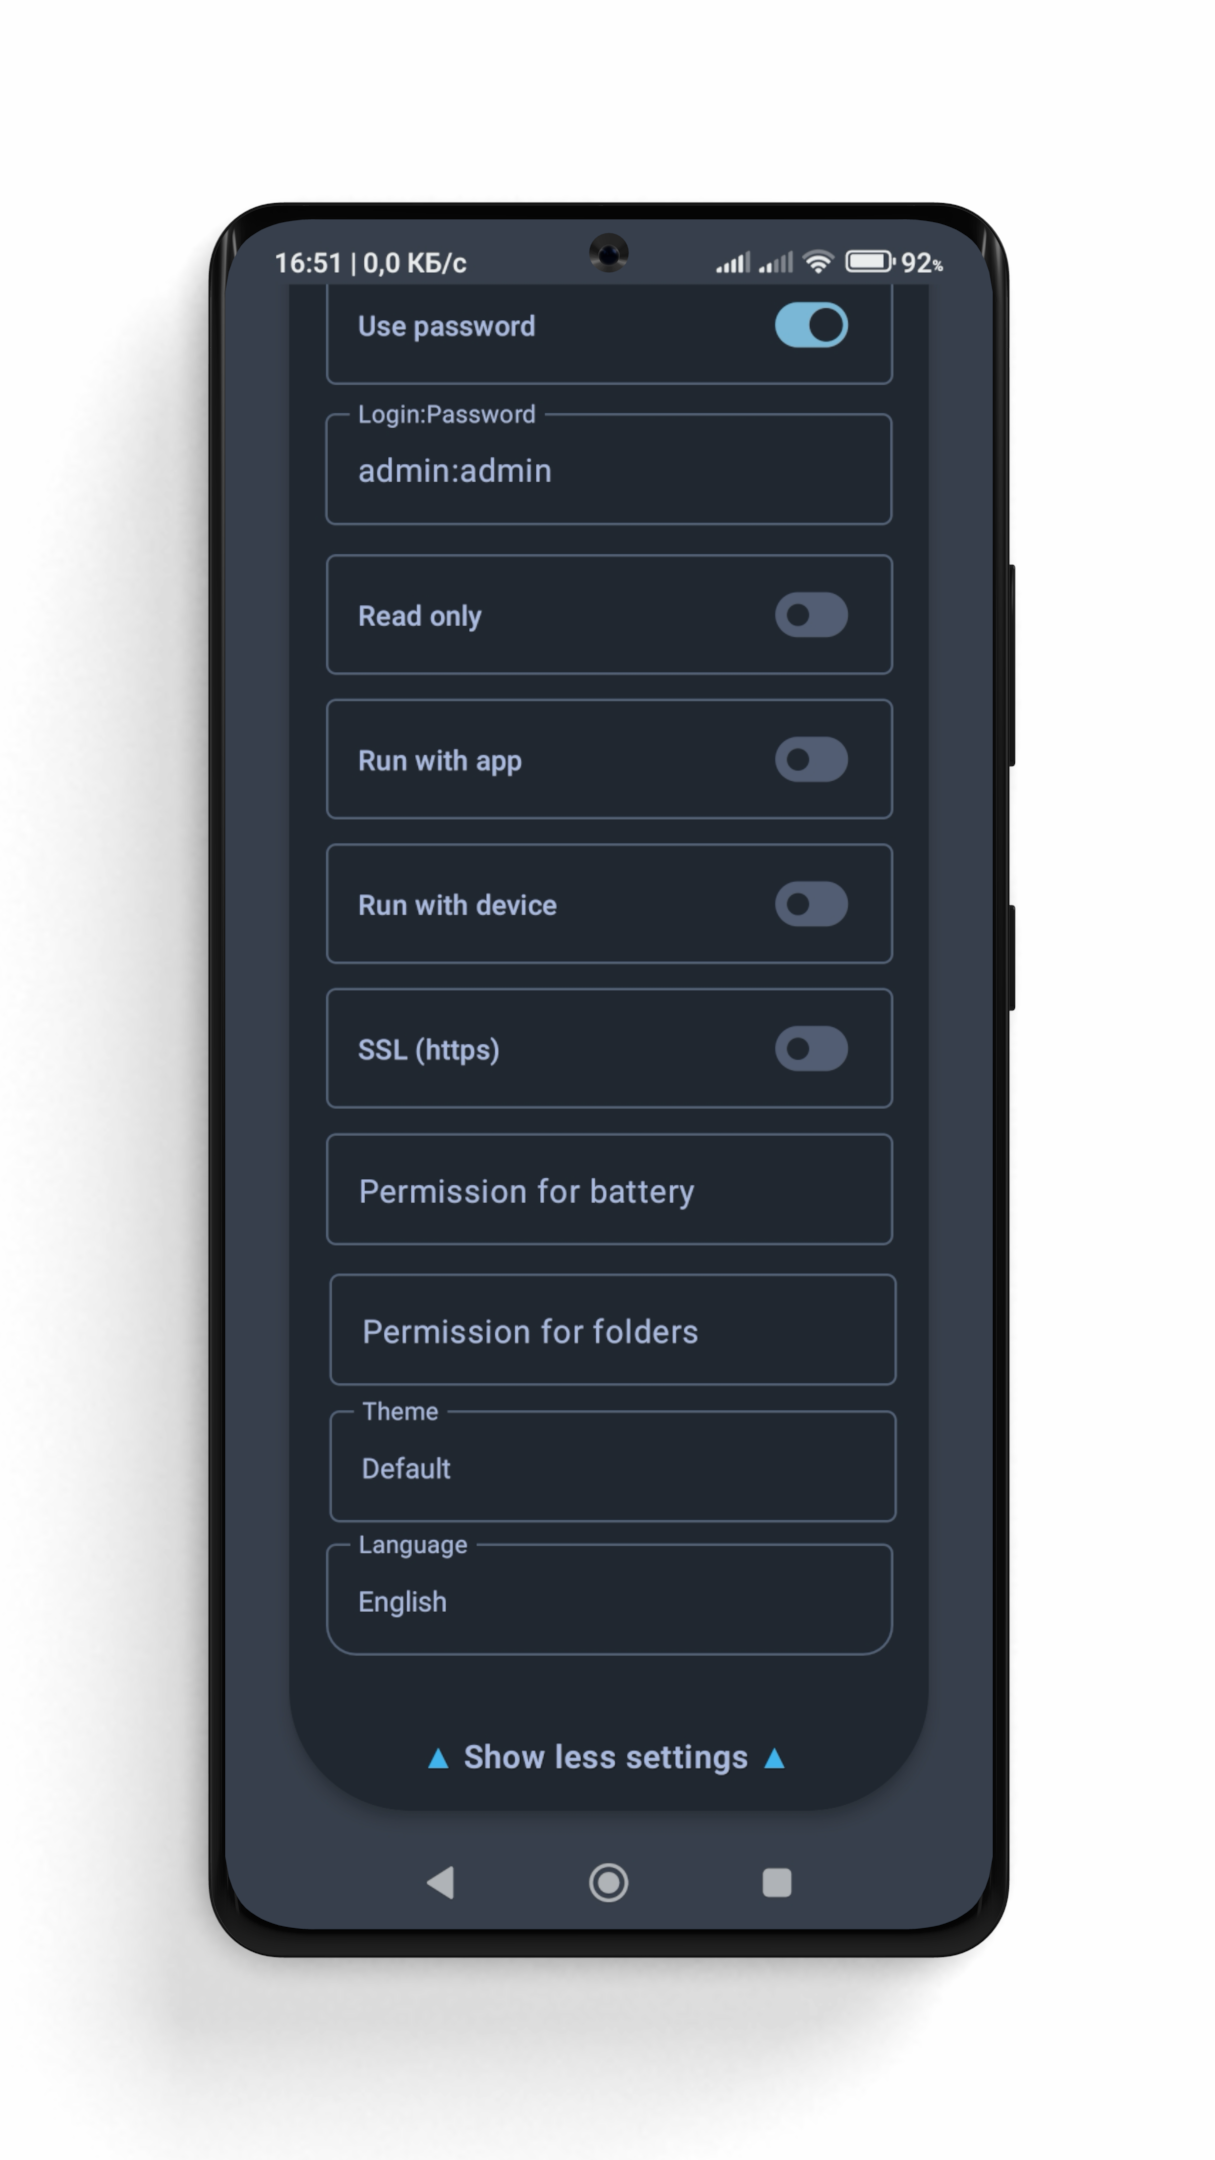 16:51 | 0,0 КБ/с 92%
Use password
Login:Password
admin:admin
Read only
Run with app
Run with device
SSL (https)
Permission for battery
Permission for folders
Theme
Default
Language
English
▲ Show less settings ▲